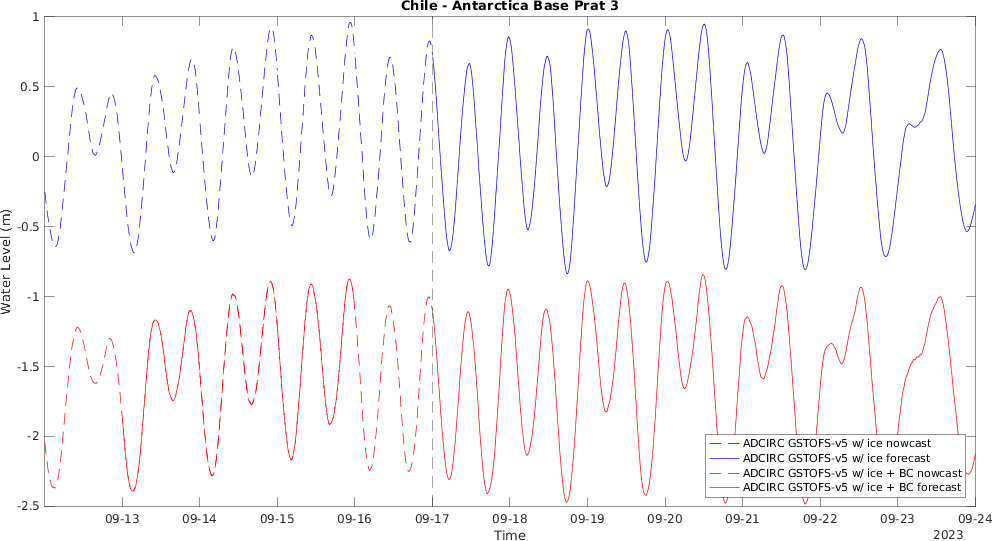 Chile - Antarctica Base Prat 3
1
0.5
0
-0.5
-1
-1.5
-2
-2.5
Water Level (m)
ADCIRC GSTOFS-v5 w/ ice nowcast
ADCIRC GSTOFS-v5 w/ ice forecast
ADCIRC GSTOFS-v5 w/ ice + BC nowcast
ADCIRC GSTOFS-v5 w/ ice + BC forecast
09-13 09-14 09-15 09-16 09-17 09-18 09-19 09-20 09-21 09-22 09-23 09-24
Time
2023